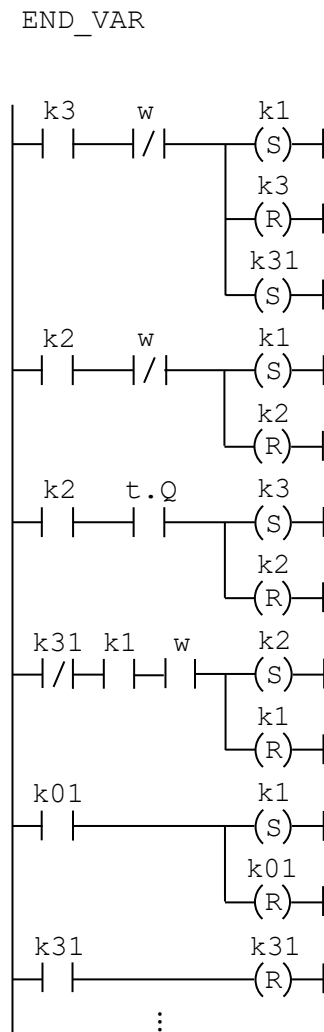 END_VAR
k3 w k1
S
k3
R
k31
S
k2 w k1
S
k2
R
k2 t.Q k3
S
k2
R
k31 k1 w k2
S
k1
R
k01 k1
S
k01
R
k31 k31
R